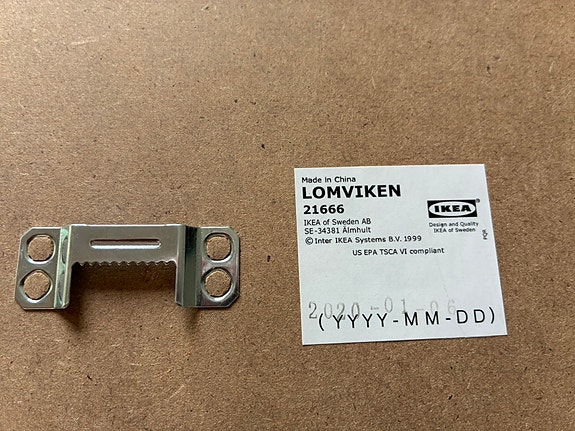 Made in China
LOMVIKEN
21666
IKEA of Sweden AB
SE-34381 Älmhult
© Inter IKEA Systems B.V. 1999
US EPA TSCA VI compliant
IKEA
Design and Quality
IKEA of Sweden
PQR
2020-01-06
(YYYY-MM-DD)